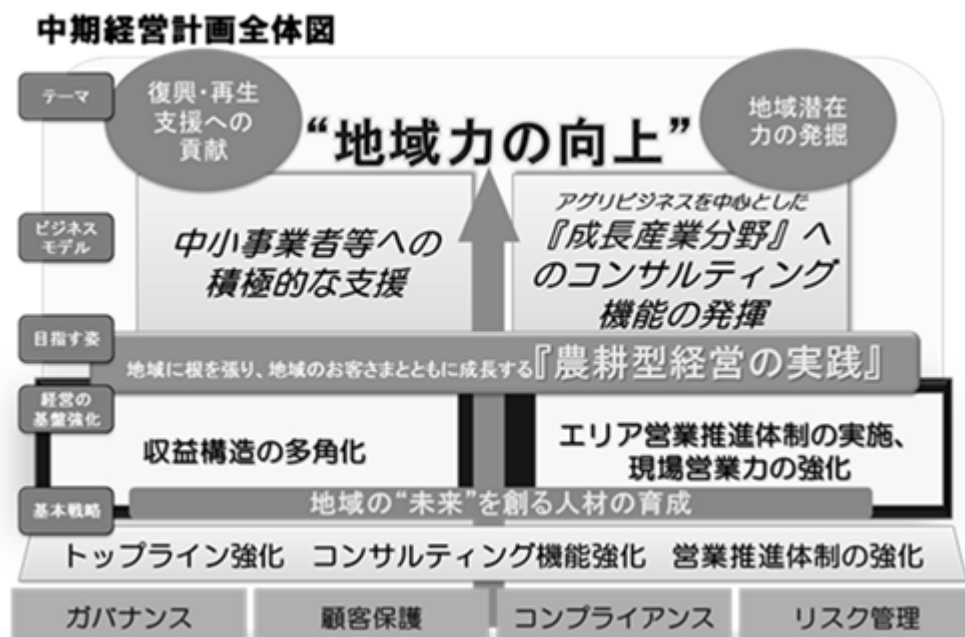 中期経営計画全体図
テーマ
復興・再生
支援への
貢献
“地域力の向上”
地域潜在
力の発掘
ビジネス
モデル
中小事業者等への
積極的な支援
アグリビジネスを中心とした
『成長産業分野』へ
のコンサルティング
機能の発揮
目指す姿
地域に根を張り、地域のお客さまとともに成長する『農耕型経営の実践』
経営の
基盤強化
収益構造の多角化
エリア営業推進体制の実施、
現場営業力の強化
基本戦略
地域の“未来”を創る人材の育成
トップライン強化 コンサルティング機能強化 営業推進体制の強化
ガバナンス 顧客保護 コンプライアンス リスク管理